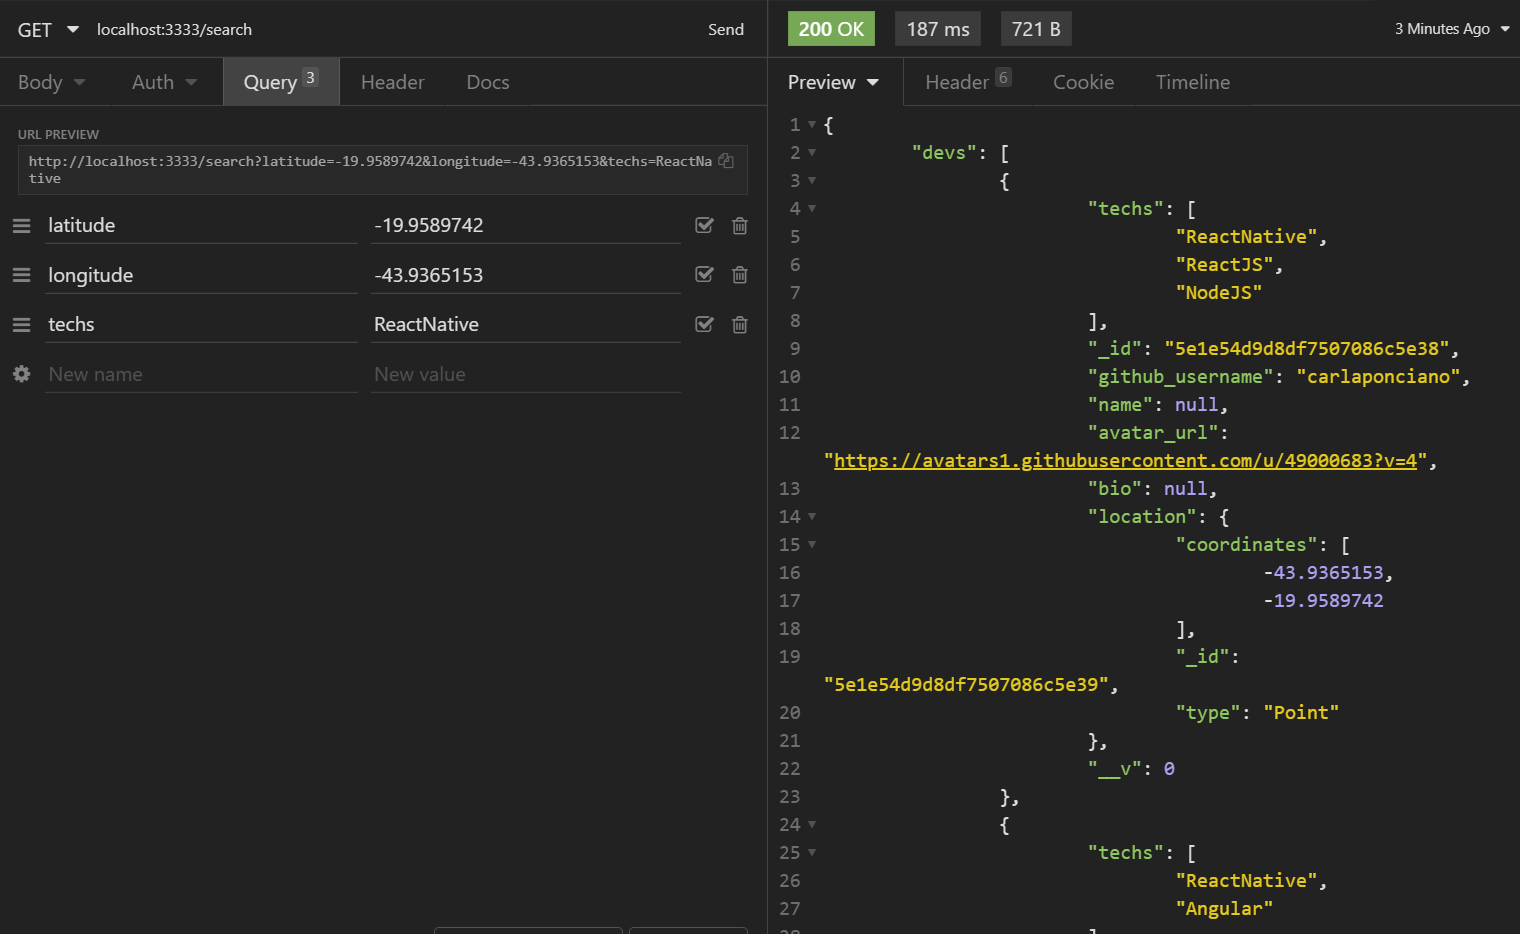 GET localhost:3333/search Send
Body Auth Query 3 Header Docs
URL PREVIEW
http://localhost:3333/search?latitude=-19.9589742&longitude=-43.9365153&techs=ReactNa
tive
latitude -19.9589742
longitude -43.9365153
techs ReactNative
New name New value
200 OK 187 ms 721 B 3 Minutes Ago
Preview Header 6 Cookie Timeline
1 {
2 "devs": [
3 {
4 "techs": [
5 "ReactNative",
6 "ReactJS",
7 "NodeJS"
8 ],
9 "_id": "5e1e54d9d8df7507086c5e38",
10 "github_username": "carlaponciano",
11 "name": null,
12 "avatar_url":
"https://avatars1.githubusercontent.com/u/49000683?v=4",
13 "bio": null,
14 "location": {
15 "coordinates": [
16 -43.9365153,
17 -19.9589742
18 ],
19 "_id":
"5e1e54d9d8df7507086c5e39",
20 "type": "Point"
21 },
22 "__v": 0
23 },
24 {
25 "techs": [
26 "ReactNative",
27 "Angular"